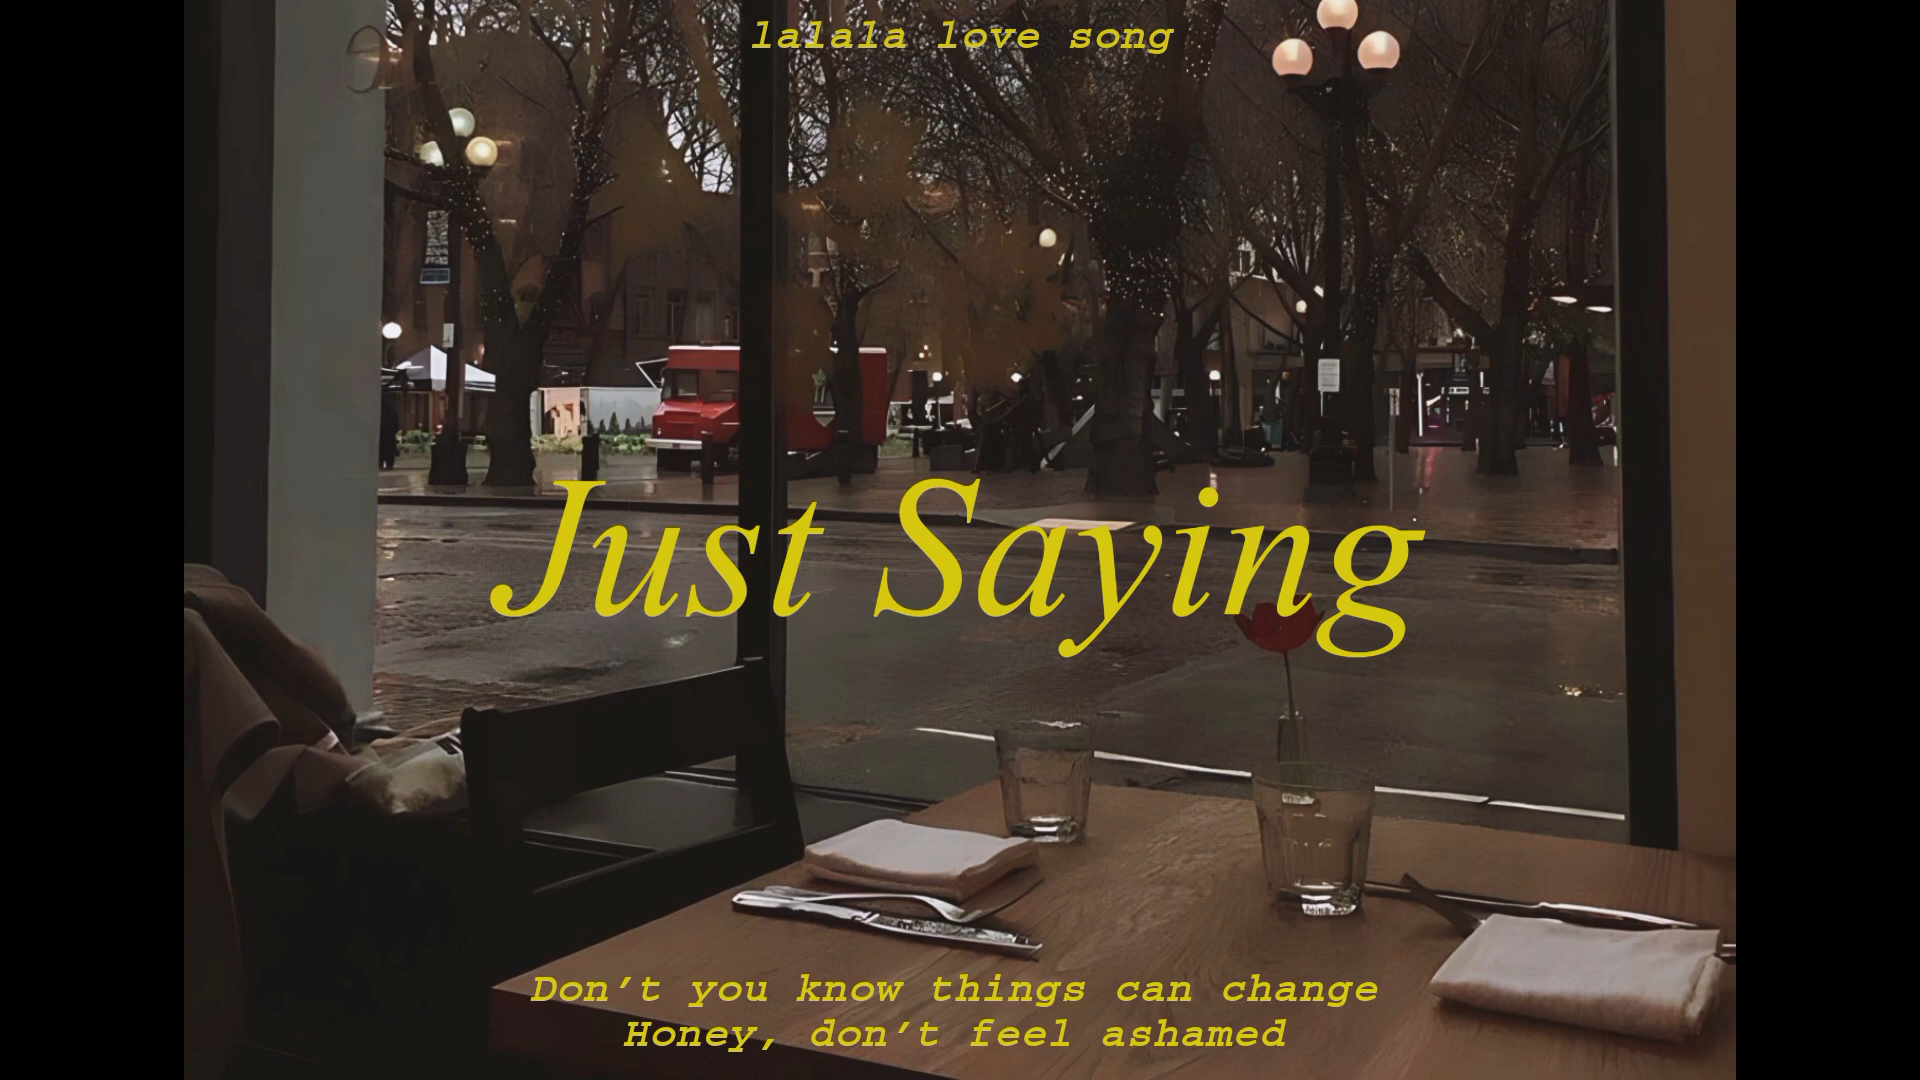 lalala love song
Just Saying
Don't you know things can change
Honey, don't feel ashamed